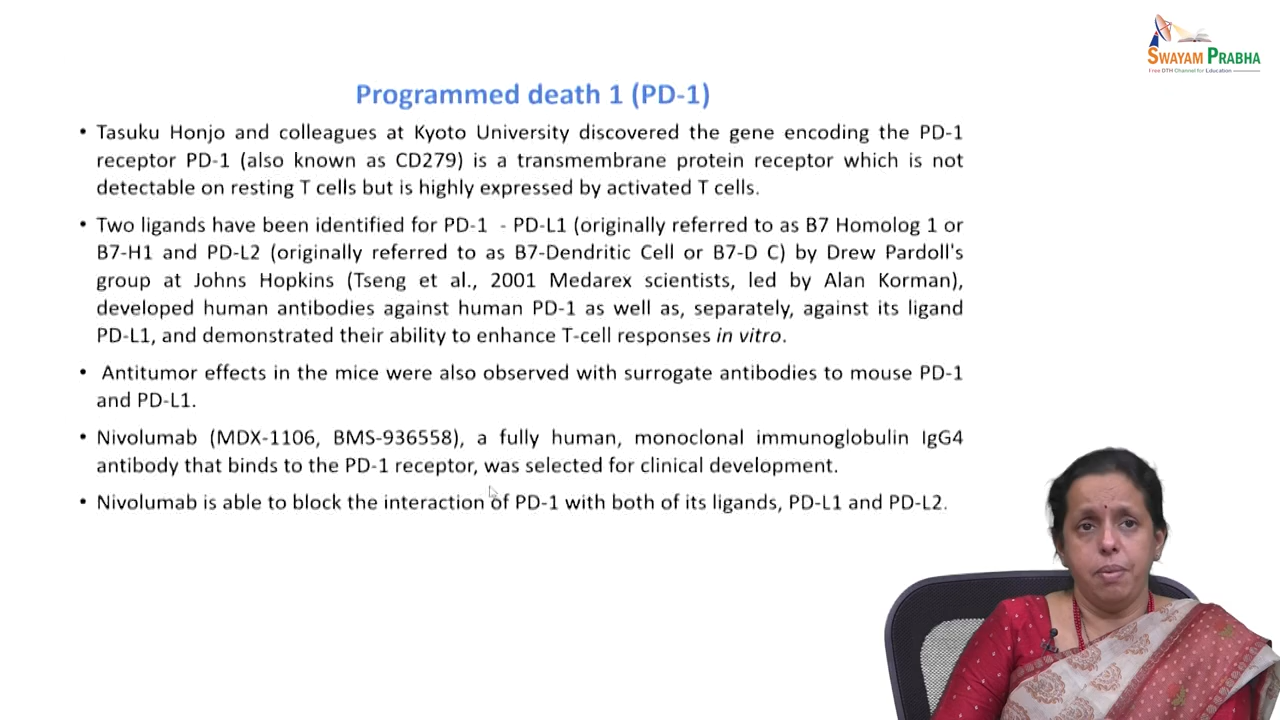 SWAYAM PRABHA
Free DTH Channel for Education
Programmed death 1 (PD-1)
• Tasuku Honjo and colleagues at Kyoto University discovered the gene encoding the PD-1
receptor PD-1 (also known as CD279) is a transmembrane protein receptor which is not
detectable on resting T cells but is highly expressed by activated T cells.
• Two ligands have been identified for PD-1 - PD-L1 (originally referred to as B7 Homolog 1 or
B7-H1 and PD-L2 (originally referred to as B7-Dendritic Cell or B7-D C) by Drew Pardoll's
group at Johns Hopkins (Tseng et al., 2001 Medarex scientists, led by Alan Korman),
developed human antibodies against human PD-1 as well as, separately, against its ligand
PD-L1, and demonstrated their ability to enhance T-cell responses in vitro.
• Antitumor effects in the mice were also observed with surrogate antibodies to mouse PD-1
and PD-L1.
• Nivolumab (MDX-1106, BMS-936558), a fully human, monoclonal immunoglobulin IgG4
antibody that binds to the PD-1 receptor, was selected for clinical development.
• Nivolumab is able to block the interaction of PD-1 with both of its ligands, PD-L1 and PD-L2.